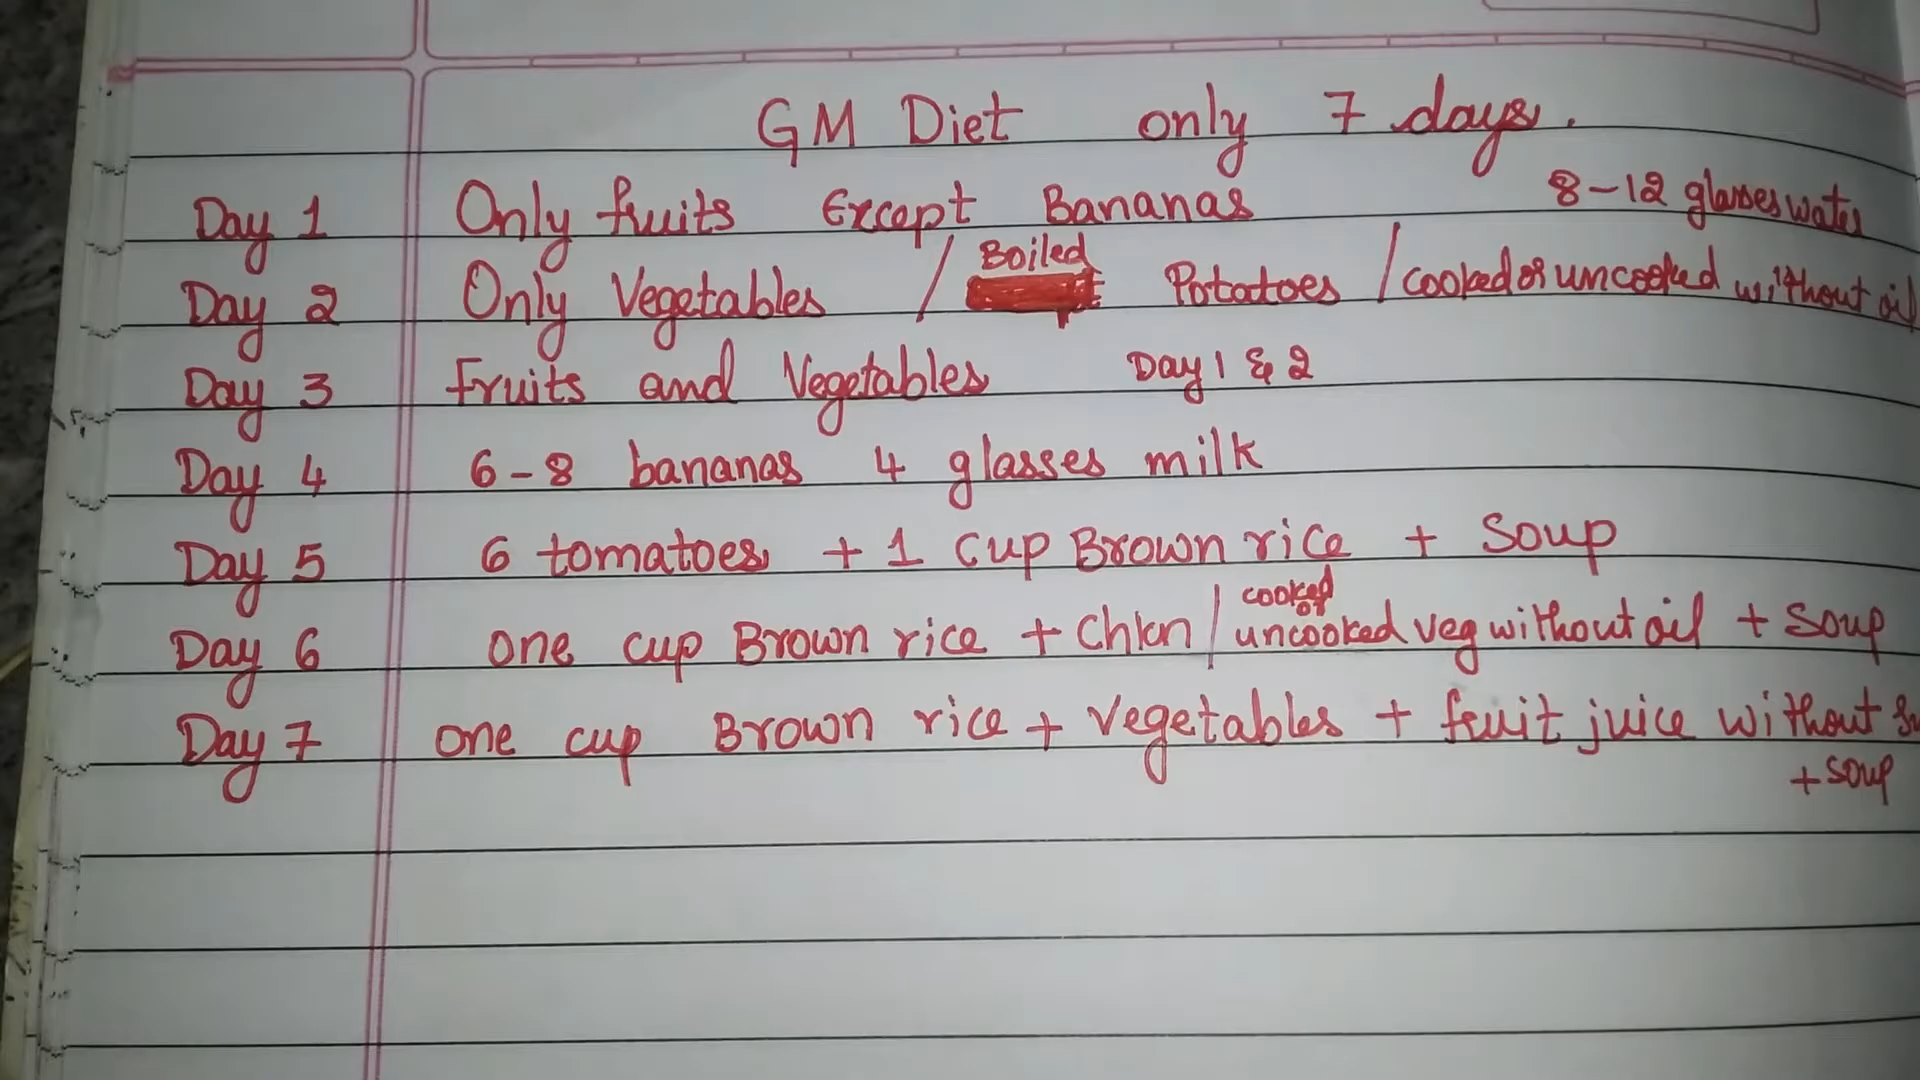 GM Diet only 7 days.
Day 1 Only fruits Except Bananas 8-12 glasses water
Day 2 Only Vegetables / Boiled Potatoes / cooked or uncooked without oil
Day 3 Fruits and Vegetables Day 1 & 2
Day 4 6-8 bananas 4 glasses milk
Day 5 6 tomatoes + 1 cup Brown rice + Soup
Day 6 one cup Brown rice + Chkn / cooked or uncooked veg without oil + Soup
Day 7 one cup Brown rice + Vegetables + fruit juice without
+ soup